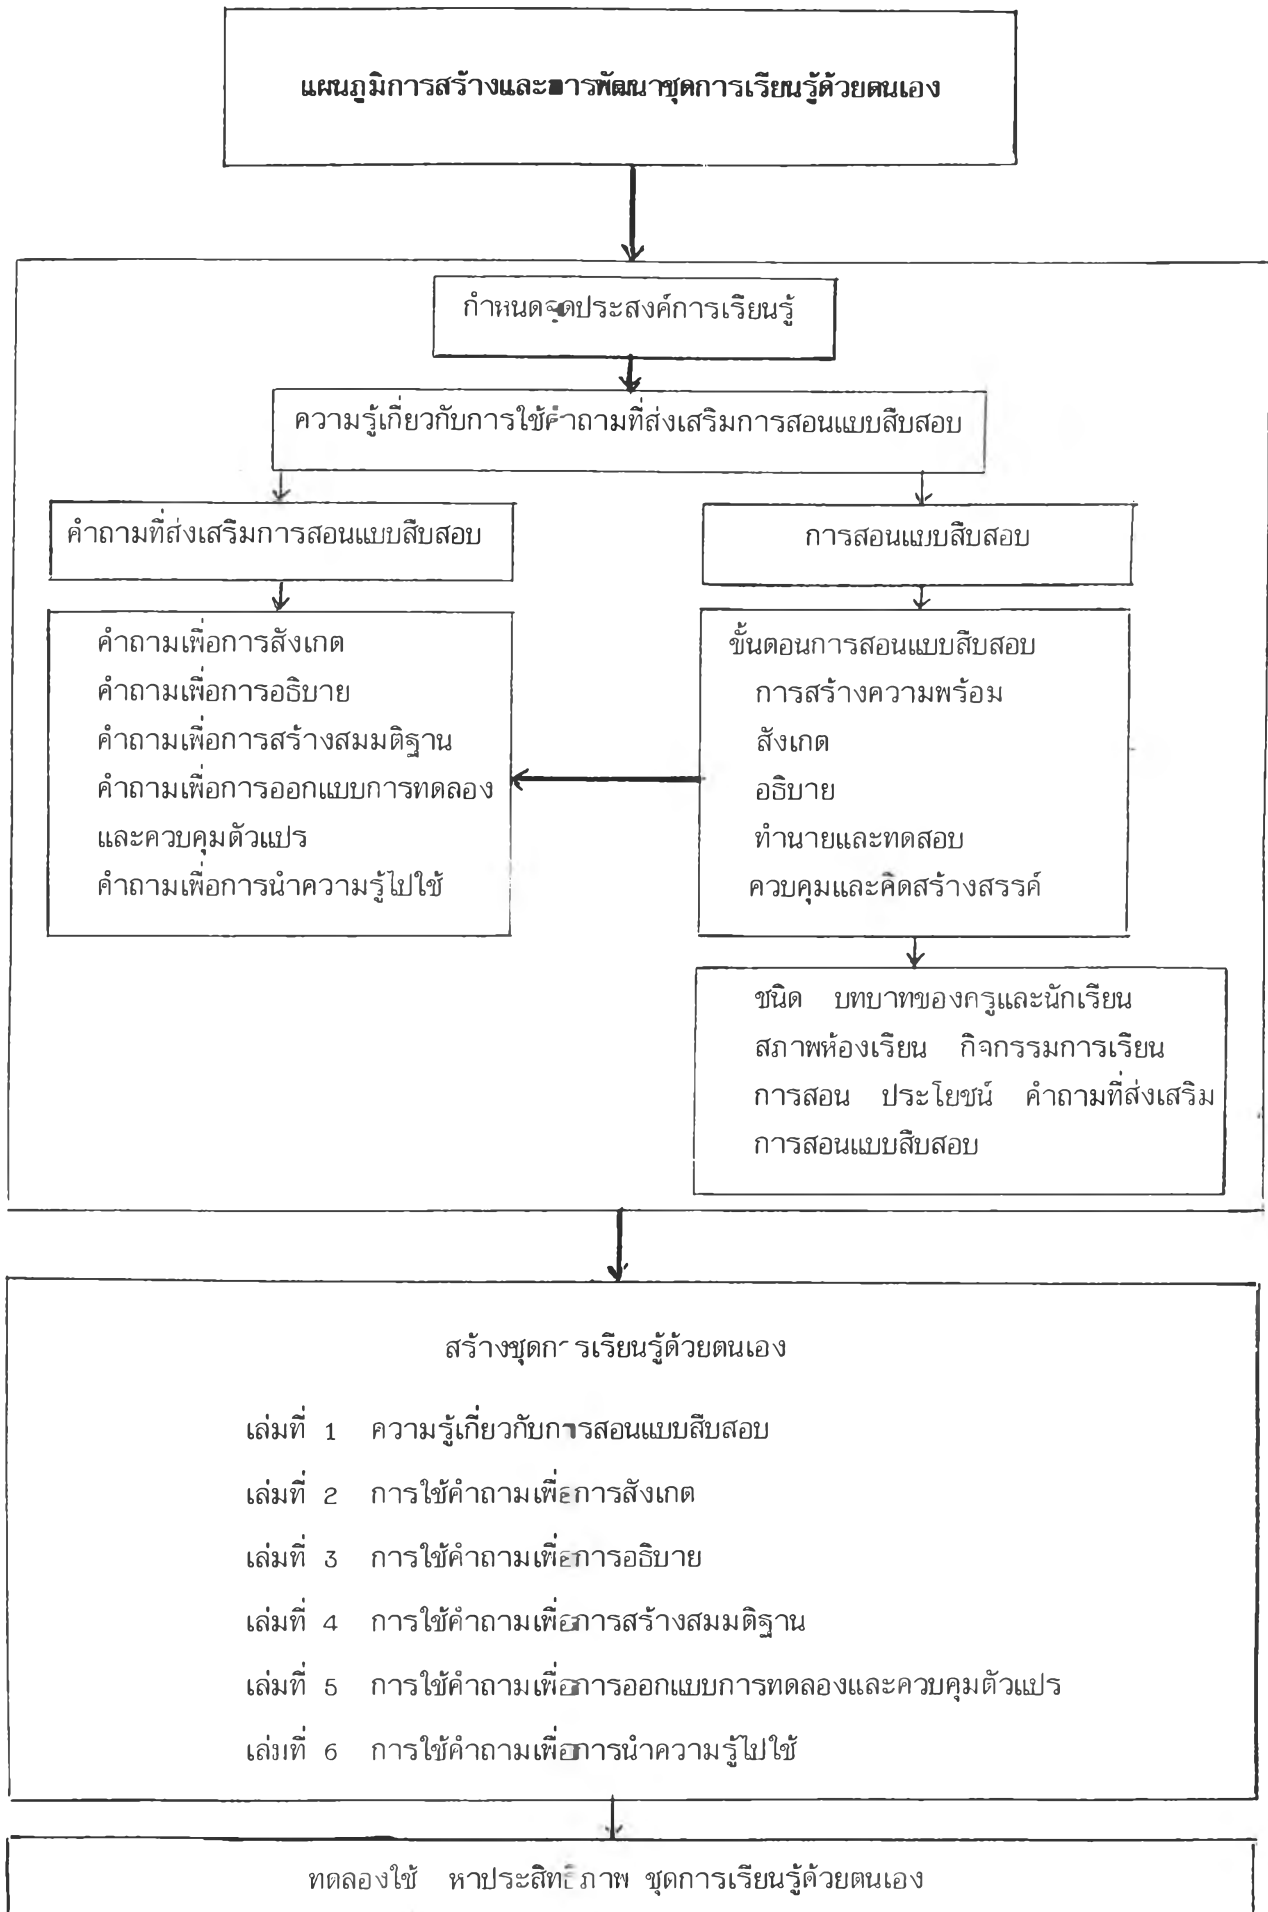 แผนภูมิการสร้างและการพัฒนาชุดการเรียนรู้ด้วยตนเอง
กำหนดจุดประสงค์การเรียนรู้
ความรู้เกี่ยวกับการใช้คำถามที่ส่งเสริมการสอนแบบสืบสอบ
คำถามที่ส่งเสริมการสอนแบบสืบสอบ
คำถามเพื่อการสังเกต
คำถามเพื่อการอธิบาย
คำถามเพื่อการสร้างสมมติฐาน
คำถามเพื่อการออกแบบการทดลอง
และควบคุมตัวแปร
คำถามเพื่อการนำความรู้ไปใช้
การสอนแบบสืบสอบ
ขั้นตอนการสอนแบบสืบสอบ
การสร้างความพร้อม
สังเกต
อธิบาย
ทำนายและทดสอบ
ควบคุมและคิดสร้างสรรค์
ชนิด บทบาทของครูและนักเรียน
สภาพห้องเรียน กิจกรรมการเรียน
การสอน ประโยชน์ คำถามที่ส่งเสริม
การสอนแบบสืบสอบ
สร้างชุดการเรียนรู้ด้วยตนเอง
เล่มที่ 1 ความรู้เกี่ยวกับการสอนแบบสืบสอบ
เล่มที่ 2 การใช้คำถามเพื่อการสังเกต
เล่มที่ 3 การใช้คำถามเพื่อการอธิบาย
เล่มที่ 4 การใช้คำถามเพื่อการสร้างสมมติฐาน
เล่มที่ 5 การใช้คำถามเพื่อการออกแบบการทดลองและควบคุมตัวแปร
เล่มที่ 6 การใช้คำถามเพื่อการนำความรู้ไปใช้
ทดลองใช้ หาประสิทธิภาพ ชุดการเรียนรู้ด้วยตนเอง